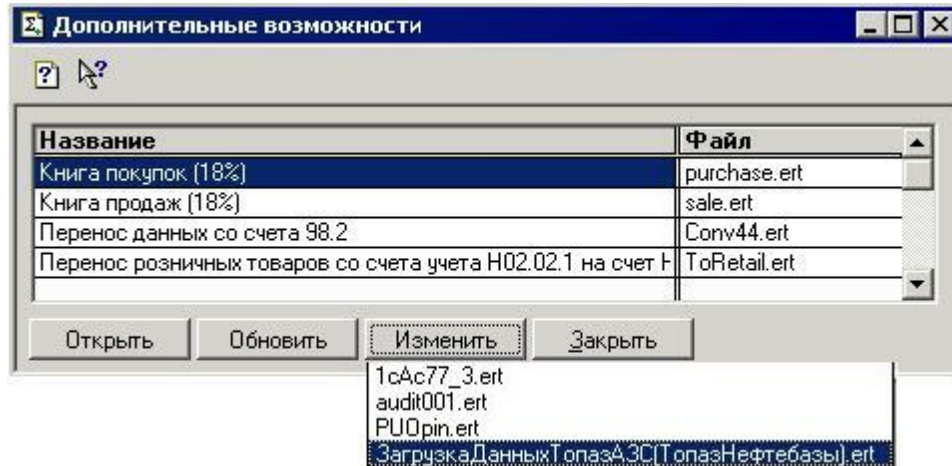 Дополнительные возможности
Название Файл
Книга покупок (18%) purchase.ert
Книга продаж (18%) sale.ert
Перенос данных со счета 98.2 Conv44.ert
Перенос розничных товаров со счета учета Н02.02.1 на счет Н ToRetail.ert
Открыть Обновить Изменить Закрыть
1cAc77_3.ert
audit001.ert
PUOpin.ert
ЗагрузкаДанныхТопазАЗС(ТопазНефтебазы).ert